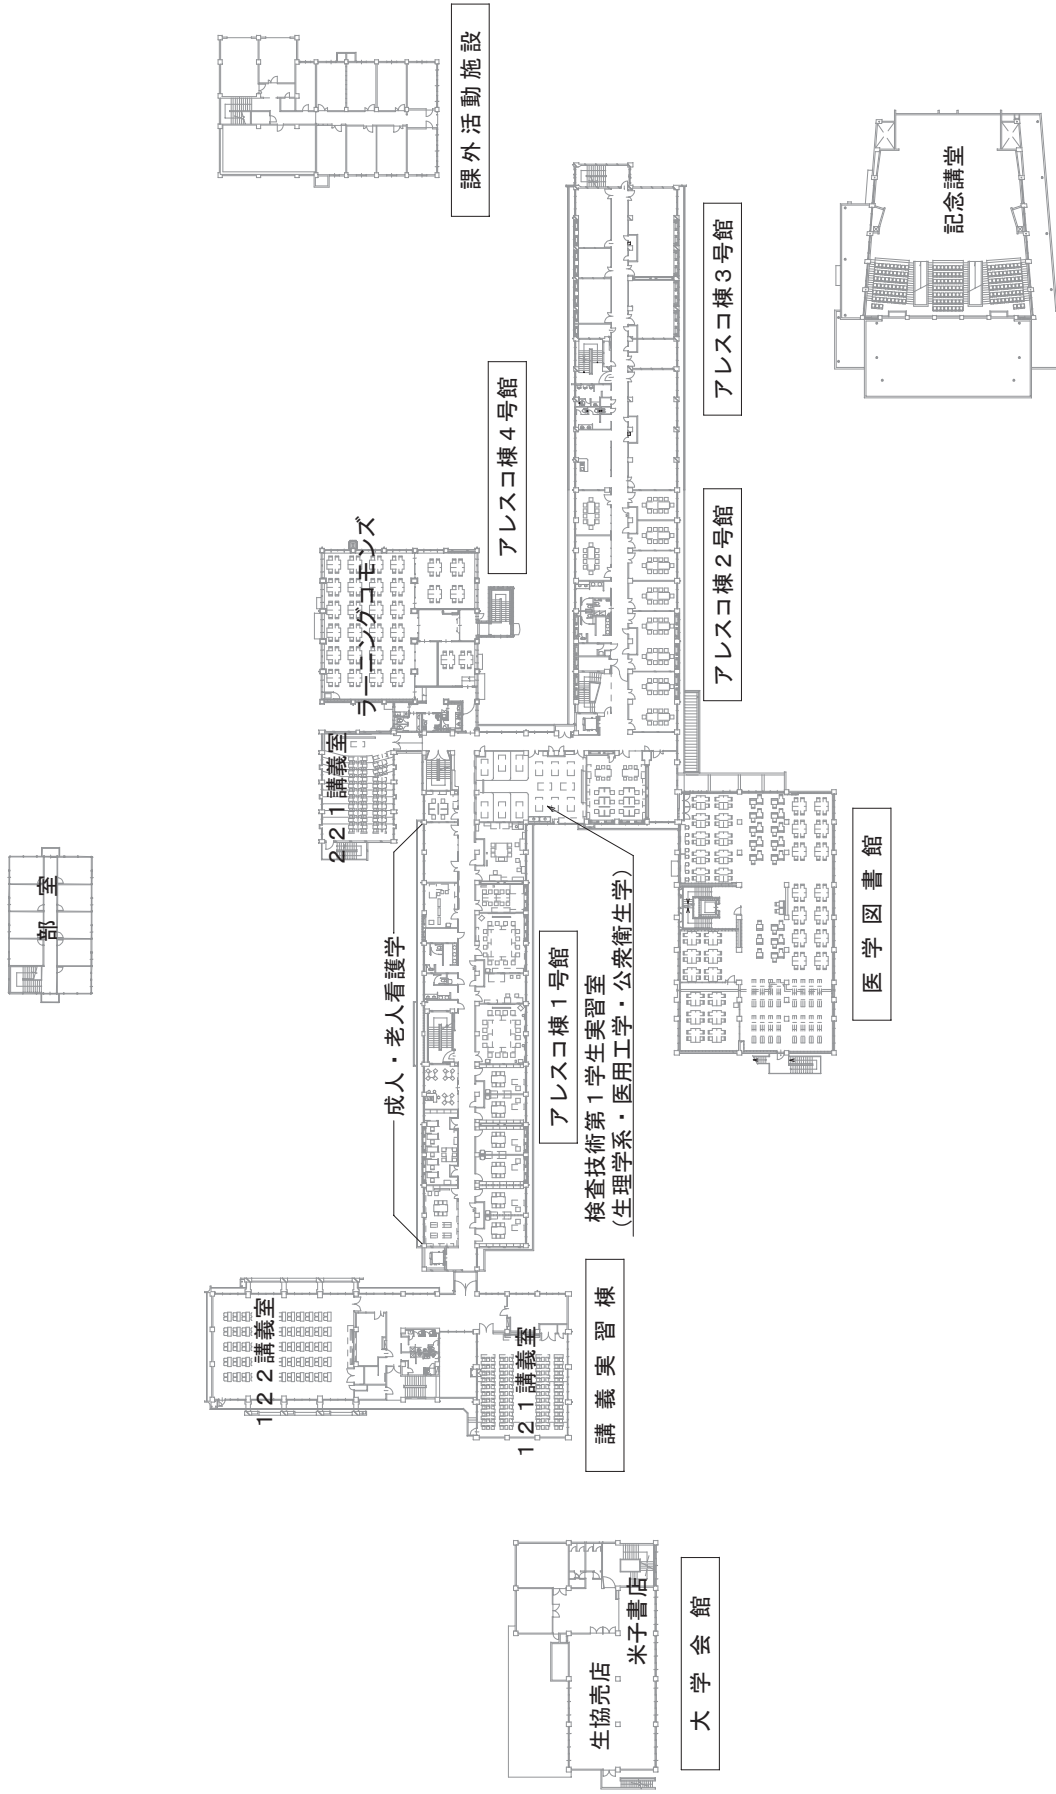 課外活動施設
記念講堂
アレスコ棟3号館
アレスコ棟4号館
ラーニングコモンズ
アレスコ棟2号館
221講義室
部室
医学図書館
成人・老人看護学
アレスコ棟1号館
検査技術第1学生実習室
(生理学系・医用工学・公衆衛生学)
122講義室
121講義室
講義実習棟
米子書店
生協売店
大学会館